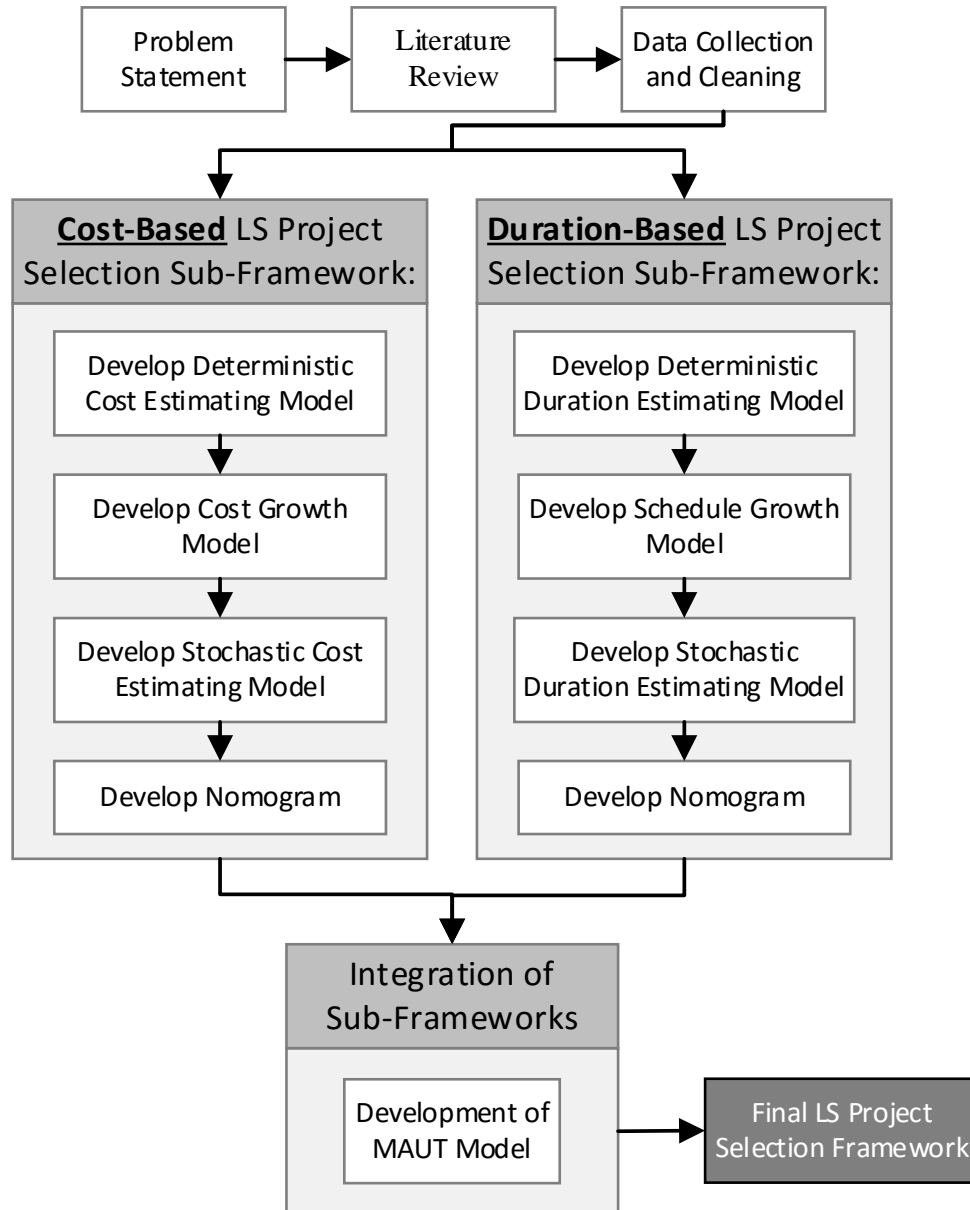 Problem
Statement
Literature
Review
Data Collection
and Cleaning
Cost-Based LS Project
Selection Sub-Framework:
Develop Deterministic
Cost Estimating Model
Develop Cost Growth
Model
Develop Stochastic Cost
Estimating Model
Develop Nomogram
Duration-Based LS Project
Selection Sub-Framework:
Develop Deterministic
Duration Estimating Model
Develop Schedule Growth
Model
Develop Stochastic
Duration Estimating Model
Develop Nomogram
Integration of
Sub-Frameworks
Development of
MAUT Model
Final LS Project
Selection Framework